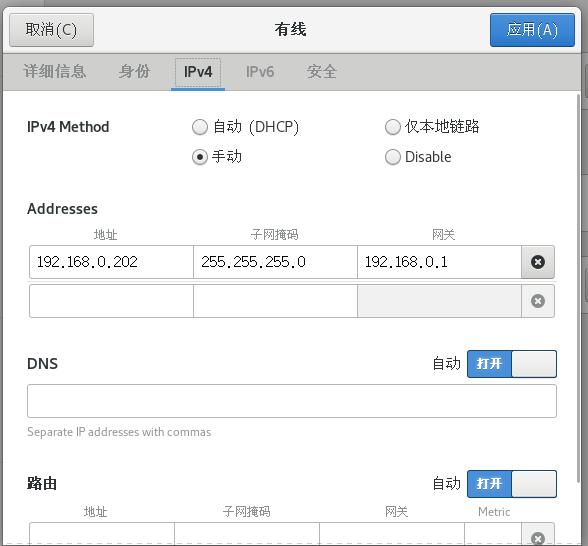 取消(C) 有线 应用(A)
详细信息 身份 IPv4 IPv6 安全
IPv4 Method 自动 (DHCP) 仅本地链路
手动 Disable
Addresses
地址 子网掩码 网关
192.168.0.202 255.255.255.0 192.168.0.1
DNS 自动 打开
Separate IP addresses with commas
路由 自动 打开
地址 子网掩码 网关 Metric